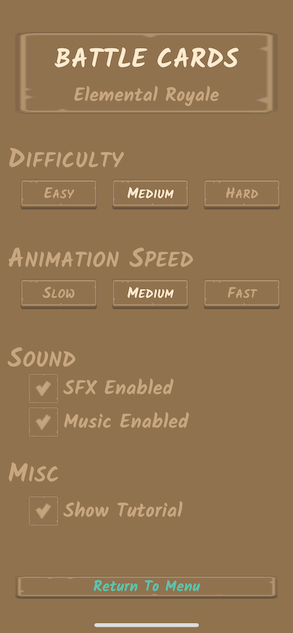 BATTLE CARDS
Elemental Royale
DIFFICULTY
EASY MEDIUM HARD
ANIMATION SPEED
SLOW MEDIUM FAST
SOUND
SFX Enabled
Music Enabled
MISC
Show Tutorial
Return To Menu